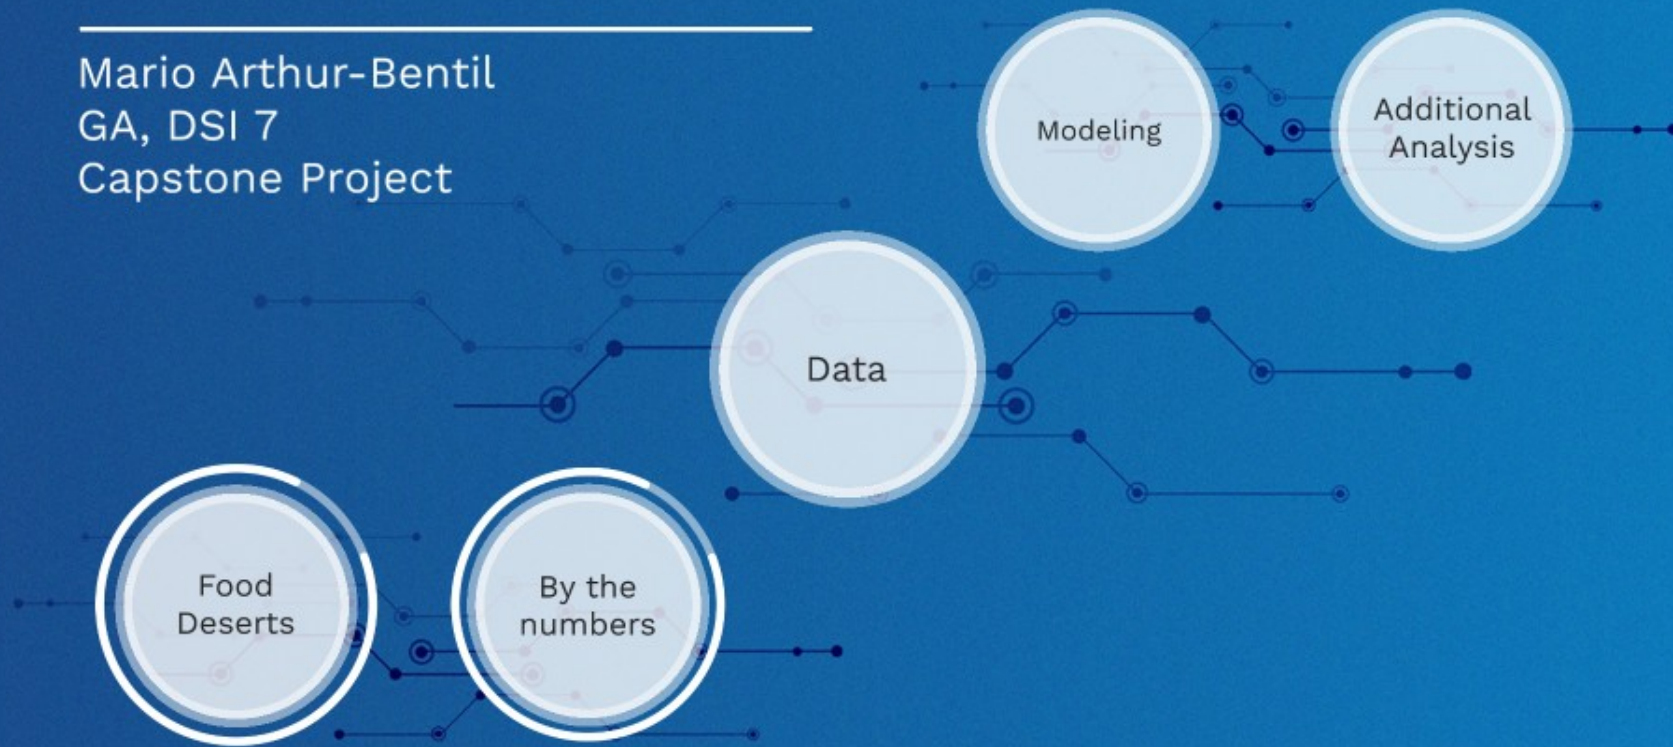 Mario Arthur-Bentil
GA, DSI 7
Capstone Project
Modeling
Additional
Analysis
Data
Food
Deserts
By the
numbers